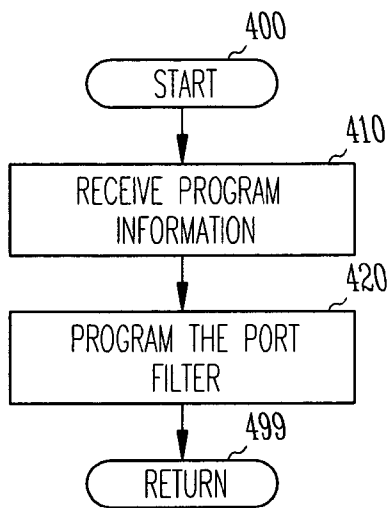 400
START
410
RECEIVE PROGRAM
INFORMATION
420
PROGRAM THE PORT
FILTER
499
RETURN